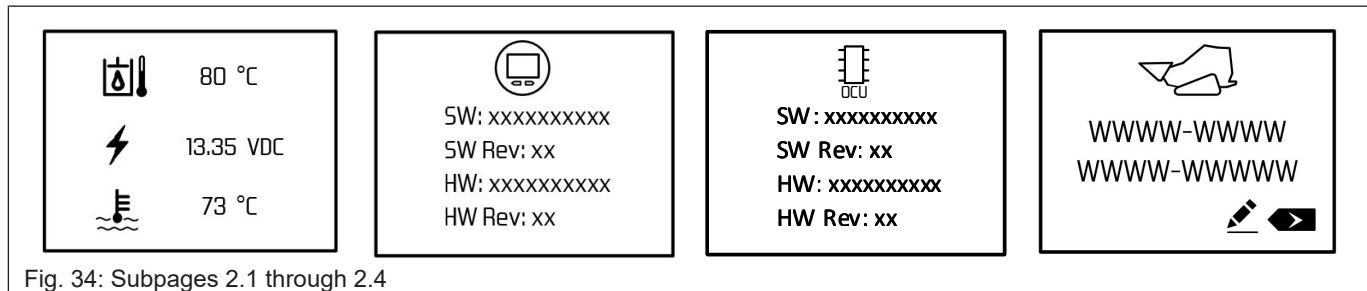 80 °C
13.35 VDC
73 °C
SW: xxxxxxxxxx
SW Rev: xx
HW: xxxxxxxxxx
HW Rev: xx
OCU
SW: xxxxxxxxxx
SW Rev: xx
HW: xxxxxxxxxx
HW Rev: xx
WWWW-WWWW
WWWW-WWWWW
Fig. 34: Subpages 2.1 through 2.4